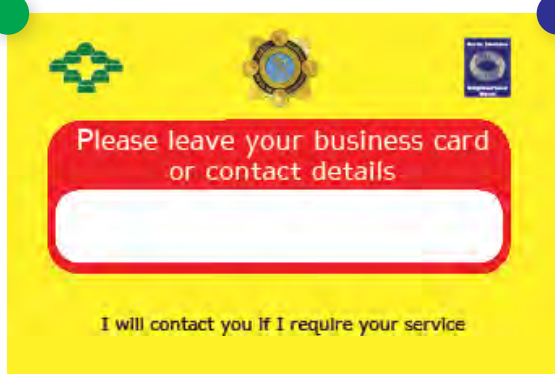 Please leave your business card
or contact details
I will contact you if I require your service